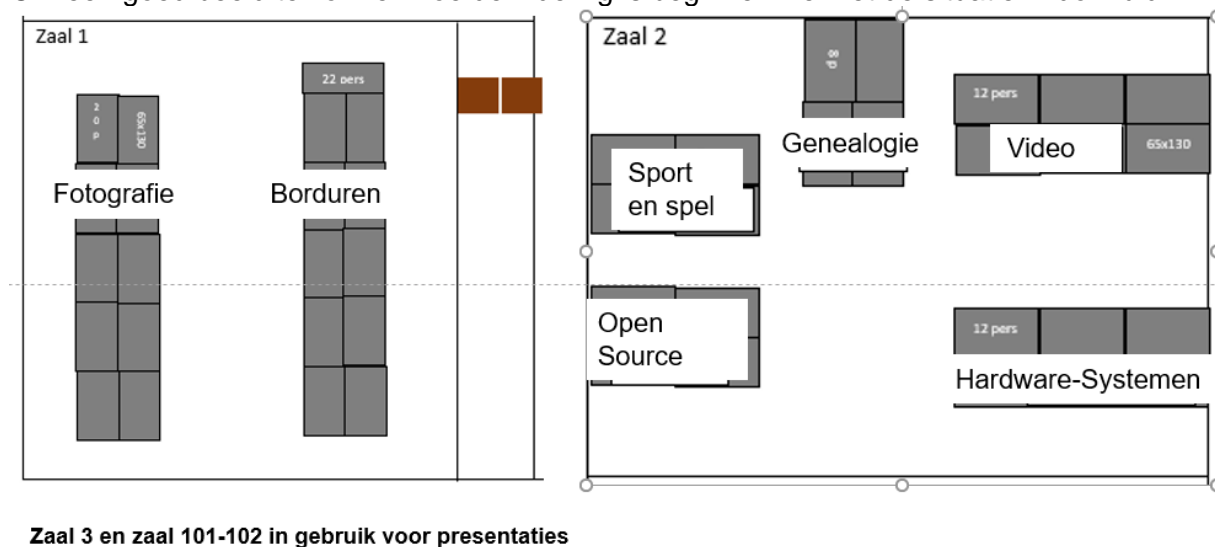 Zaal 1
22 pers
20p
65x130
Fotografie
Borduren
Zaal 2
8 p
12 pers
Genealogie
Video
65x130
Sport
en spel
Open
Source
12 pers
Hardware-Systemen
Zaal 3 en zaal 101-102 in gebruik voor presentaties